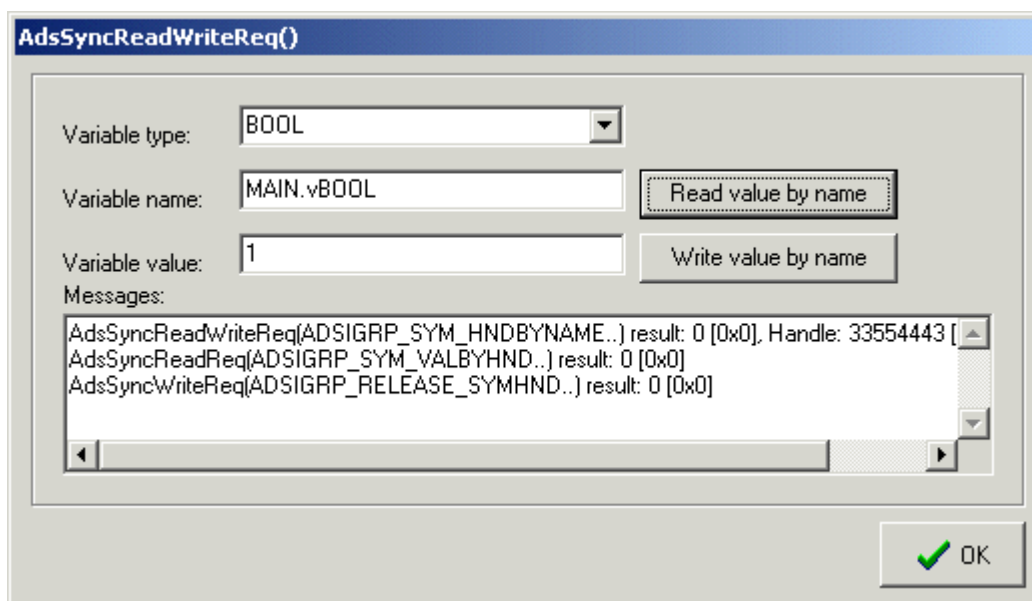 AdsSyncReadWriteReq()
Variable type: BOOL
Variable name: MAIN.vBOOL Read value by name
Variable value: 1 Write value by name
Messages:
AdsSyncReadWriteReq(ADSIGRP_SYM_HNDBYNAME..) result: 0 [0x0], Handle: 33554443 [
AdsSyncReadReq(ADSIGRP_SYM_VALBYHND..) result: 0 [0x0]
AdsSyncWriteReq(ADSIGRP_RELEASE_SYMHND..) result: 0 [0x0]
OK